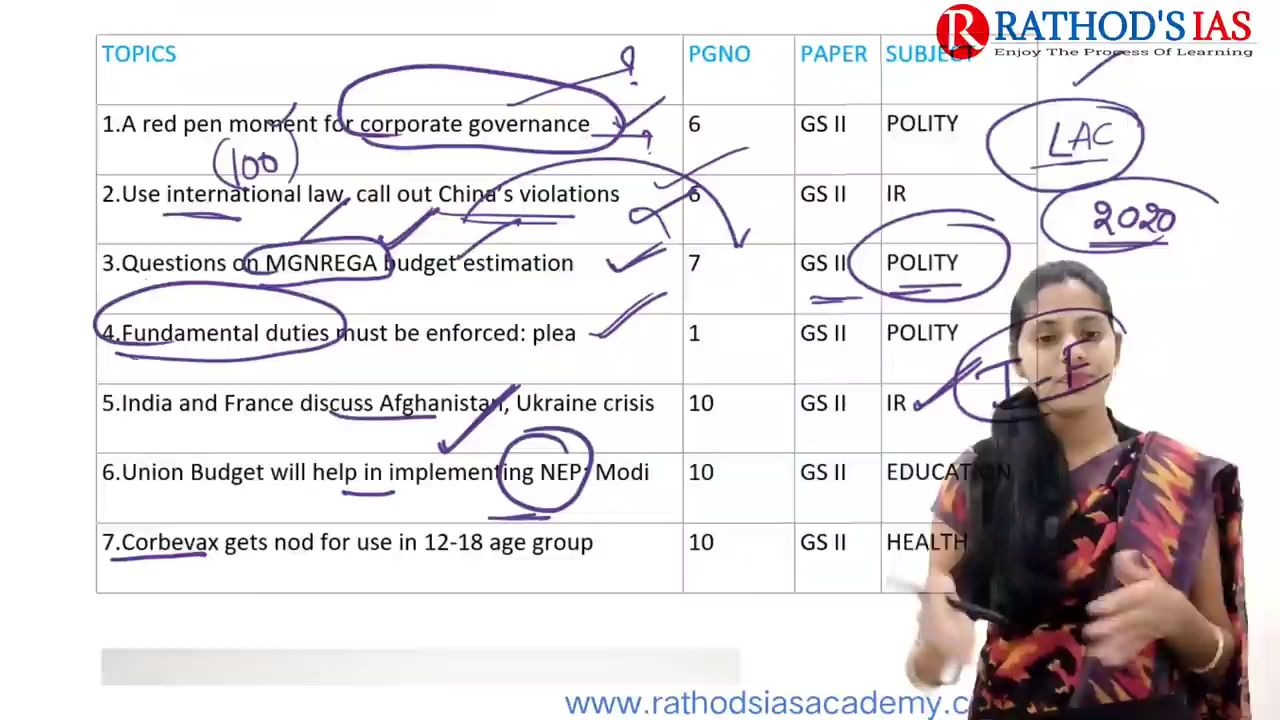 RATHOD'S IAS
Enjoy The Process Of Learning
TOPICS PGNO PAPER SUBJECT
1.A red pen moment for corporate governance 6 GS II POLITY
LAC
(100)
2.Use international law, call out China's violations 6 GS II IR
2020
3.Questions on MGNREGA budget estimation 7 GS II POLITY
4.Fundamental duties must be enforced: plea 1 GS II POLITY
I-F
5.India and France discuss Afghanistan, Ukraine crisis 10 GS II IR
6.Union Budget will help in implementing NEP: Modi 10 GS II EDUCATION
7.Corbevax gets nod for use in 12-18 age group 10 GS II HEALTH
www.rathodsiasacademy.c